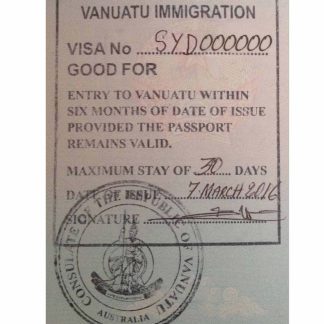 VANUATU IMMIGRATION
VISA No SYD000000
GOOD FOR
ENTRY TO VANUATU WITHIN
SIX MONTHS OF DATE OF ISSUE
PROVIDED THE PASSPORT
REMAINS VALID.
MAXIMUM STAY OF 30 DAYS
DATE OF ISSUE 7 MARCH 2016
SIGNATURE
CONSULATE OF THE REPUBLIC OF VANUATU
AUSTRALIA